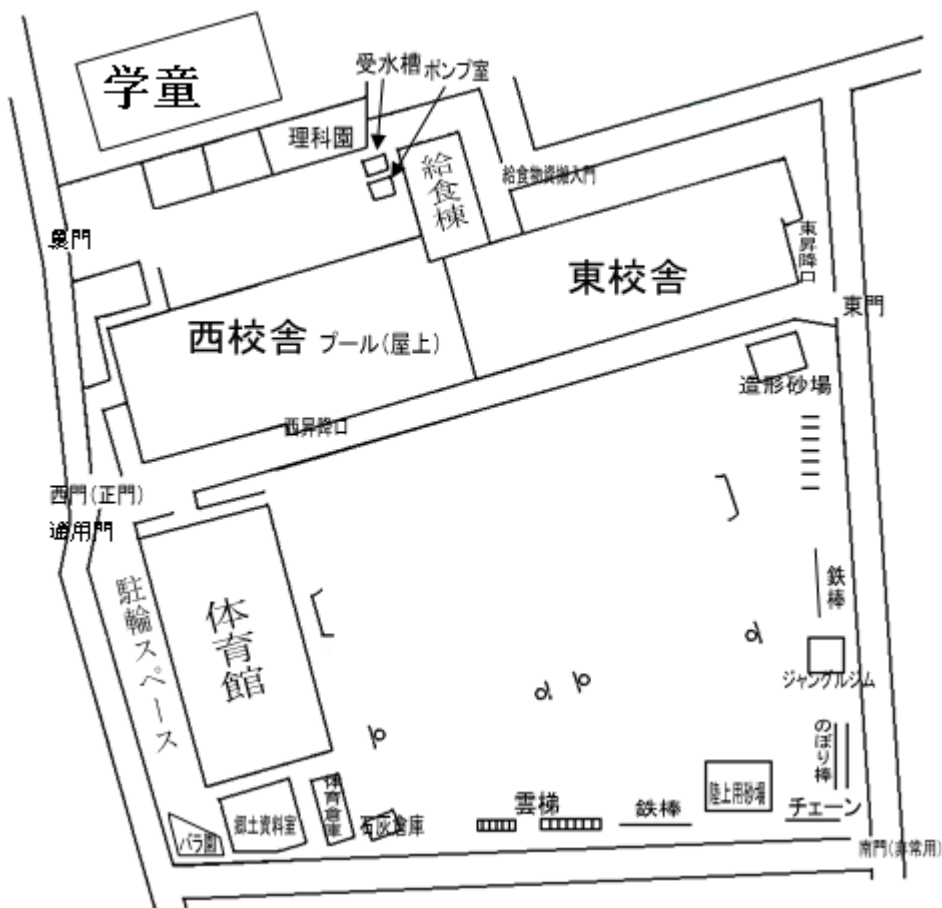 学童
受水槽
ポンプ室
理科園
給食棟
給食物資搬入門
裏門
東昇降口
東校舎
西校舎 プール(屋上)
東門
造形砂場
西昇降口
西門(正門)
通用門
駐輪スペース
体育館
鉄棒
ジャングルジム
のぼり棒
陸上用砂場
チェーン
雲梯
鉄棒
体育倉庫
石灰倉庫
郷土資料室
バラ園
南門(非常用)